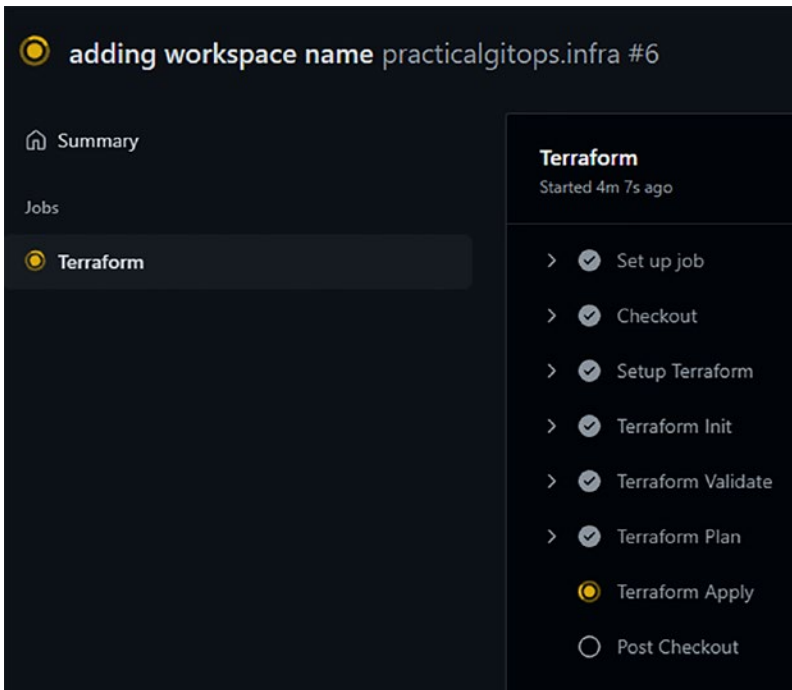 adding workspace name practicalgitops.infra #6
Summary
Jobs
Terraform
Terraform
Started 4m 7s ago
Set up job
Checkout
Setup Terraform
Terraform Init
Terraform Validate
Terraform Plan
Terraform Apply
Post Checkout